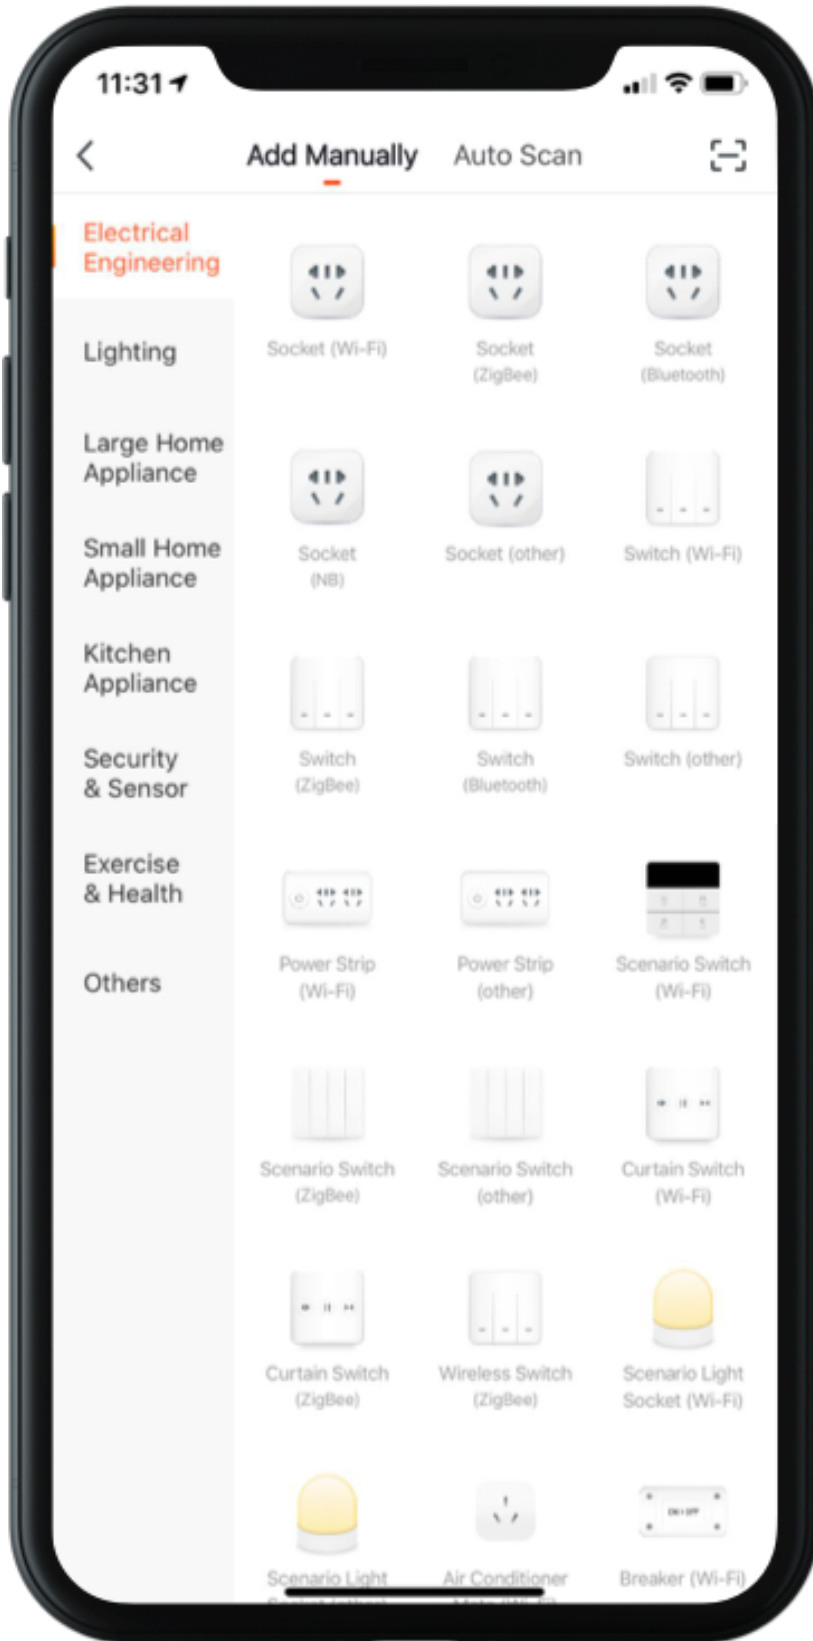 11:31
Add Manually Auto Scan
Electrical
Engineering
Lighting
Large Home
Appliance
Small Home
Appliance
Kitchen
Appliance
Security
& Sensor
Exercise
& Health
Others
Socket (Wi-Fi)
Socket
(ZigBee)
Socket
(Bluetooth)
Socket
(NB)
Socket (other)
Switch (Wi-Fi)
Switch
(ZigBee)
Switch
(Bluetooth)
Switch (other)
Power Strip
(Wi-Fi)
Power Strip
(other)
Scenario Switch
(Wi-Fi)
Scenario Switch
(ZigBee)
Scenario Switch
(other)
Curtain Switch
(Wi-Fi)
Curtain Switch
(ZigBee)
Wireless Switch
(ZigBee)
Scenario Light
Socket (Wi-Fi)
Scenario Light
Air Conditioner
Breaker (Wi-Fi)